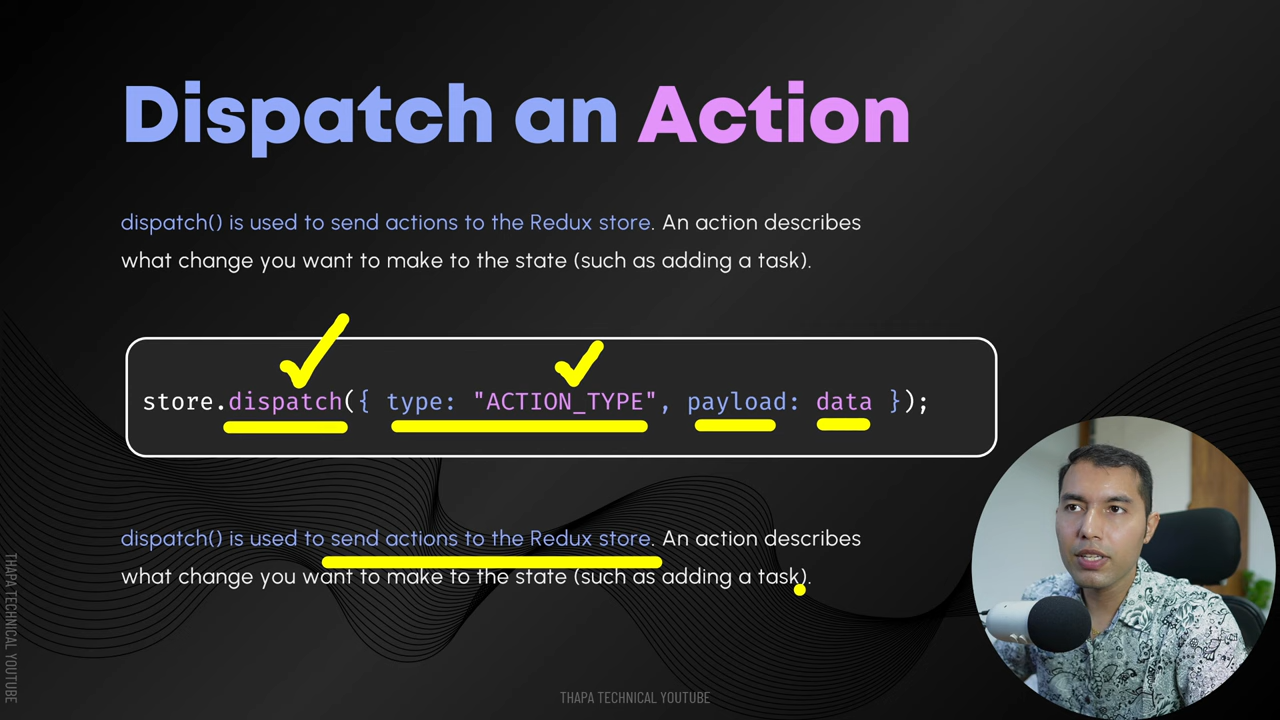 Dispatch an Action
dispatch() is used to send actions to the Redux store. An action describes
what change you want to make to the state (such as adding a task).
store.dispatch({ type: "ACTION_TYPE", payload: data });
dispatch() is used to send actions to the Redux store. An action describes
what change you want to make to the state (such as adding a task).
THAPA TECHNICAL YOUTUBE
THAPA TECHNICAL YOUTUBE